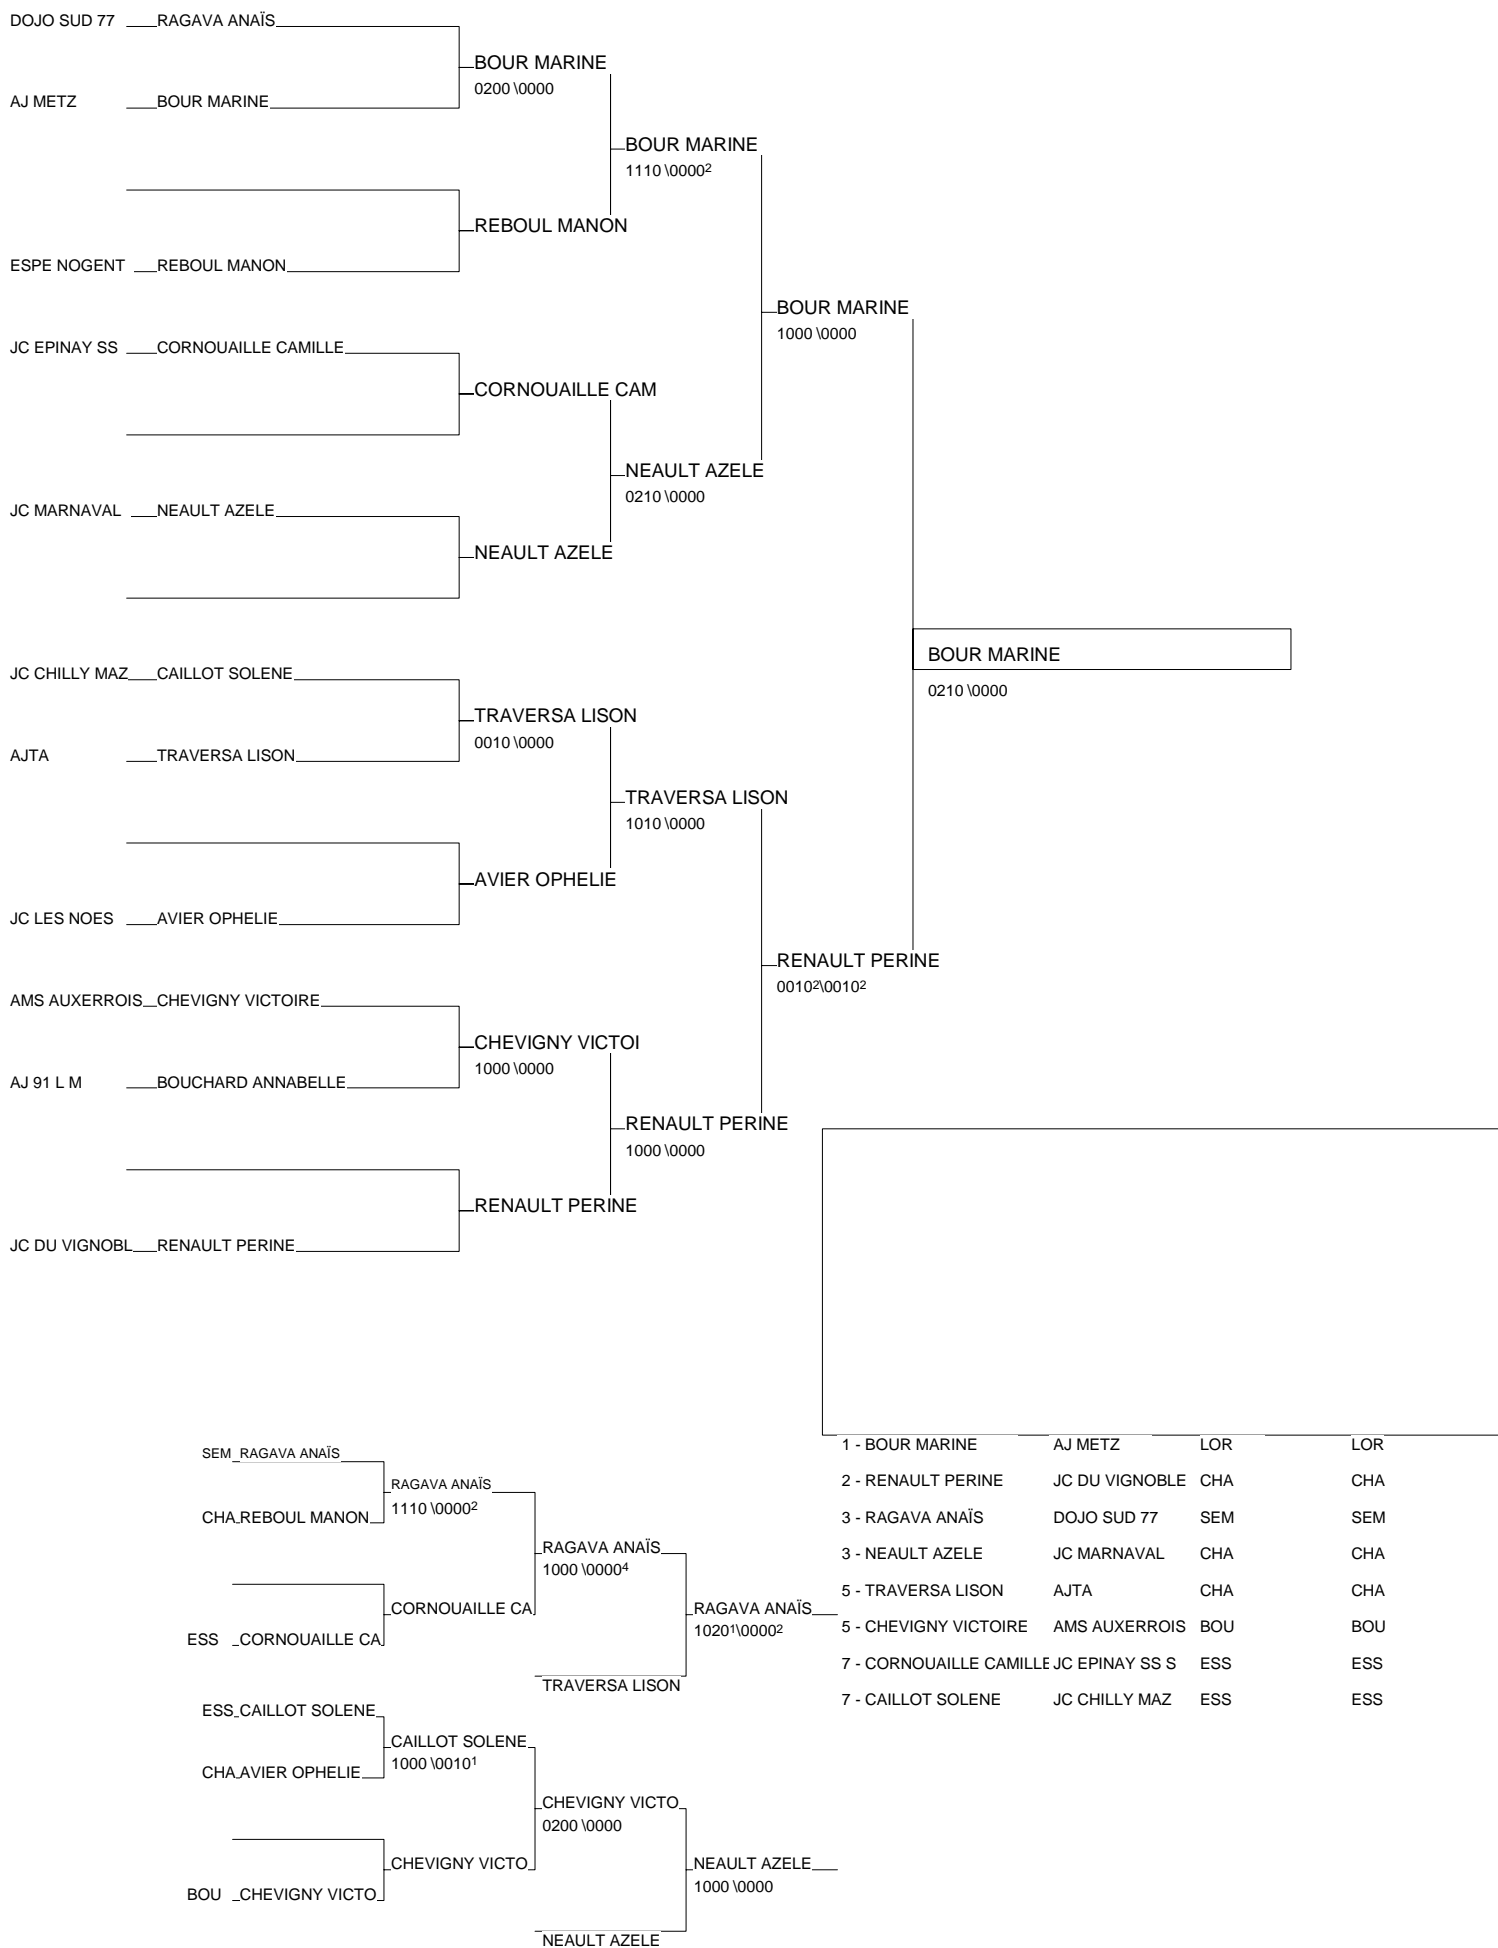 DOJO SUD 77 RAGAVA ANAÏS
BOUR MARINE
0200 \0000
AJ METZ BOUR MARINE
BOUR MARINE
1110 \0000²
REBOUL MANON
ESPE NOGENT REBOUL MANON
BOUR MARINE
1000 \0000
JC EPINAY SS CORNOUAILLE CAMILLE
CORNOUAILLE CAM
NEAULT AZELE
0210 \0000
JC MARNAVAL NEAULT AZELE
NEAULT AZELE
BOUR MARINE
0210 \0000
JC CHILLY MAZ CAILLOT SOLENE
TRAVERSA LISON
0010 \0000
AJTA TRAVERSA LISON
TRAVERSA LISON
1010 \0000
AVIER OPHELIE
JC LES NOES AVIER OPHELIE
RENAULT PERINE
0010²\0010²
AMS AUXERROIS CHEVIGNY VICTOIRE
CHEVIGNY VICTOI
1000 \0000
AJ 91 L M BOUCHARD ANNABELLE
RENAULT PERINE
1000 \0000
RENAULT PERINE
JC DU VIGNOBL RENAULT PERINE
SEM RAGAVA ANAÏS
RAGAVA ANAÏS
1110 \0000²
CHA REBOUL MANON
RAGAVA ANAÏS
1000 \0000⁴
CORNOUAILLE CA
RAGAVA ANAÏS
1020¹\0000²
ESS CORNOUAILLE CA
TRAVERSA LISON
ESS CAILLOT SOLENE
CAILLOT SOLENE
1000 \0010¹
CHA AVIER OPHELIE
CHEVIGNY VICTO
0200 \0000
CHEVIGNY VICTO
NEAULT AZELE
1000 \0000
BOU CHEVIGNY VICTO
NEAULT AZELE
1 - BOUR MARINE AJ METZ LOR LOR
2 - RENAULT PERINE JC DU VIGNOBLE CHA CHA
3 - RAGAVA ANAÏS DOJO SUD 77 SEM SEM
3 - NEAULT AZELE JC MARNAVAL CHA CHA
5 - TRAVERSA LISON AJTA CHA CHA
5 - CHEVIGNY VICTOIRE AMS AUXERROIS BOU BOU
7 - CORNOUAILLE CAMILLE JC EPINAY SS S ESS ESS
7 - CAILLOT SOLENE JC CHILLY MAZ ESS ESS